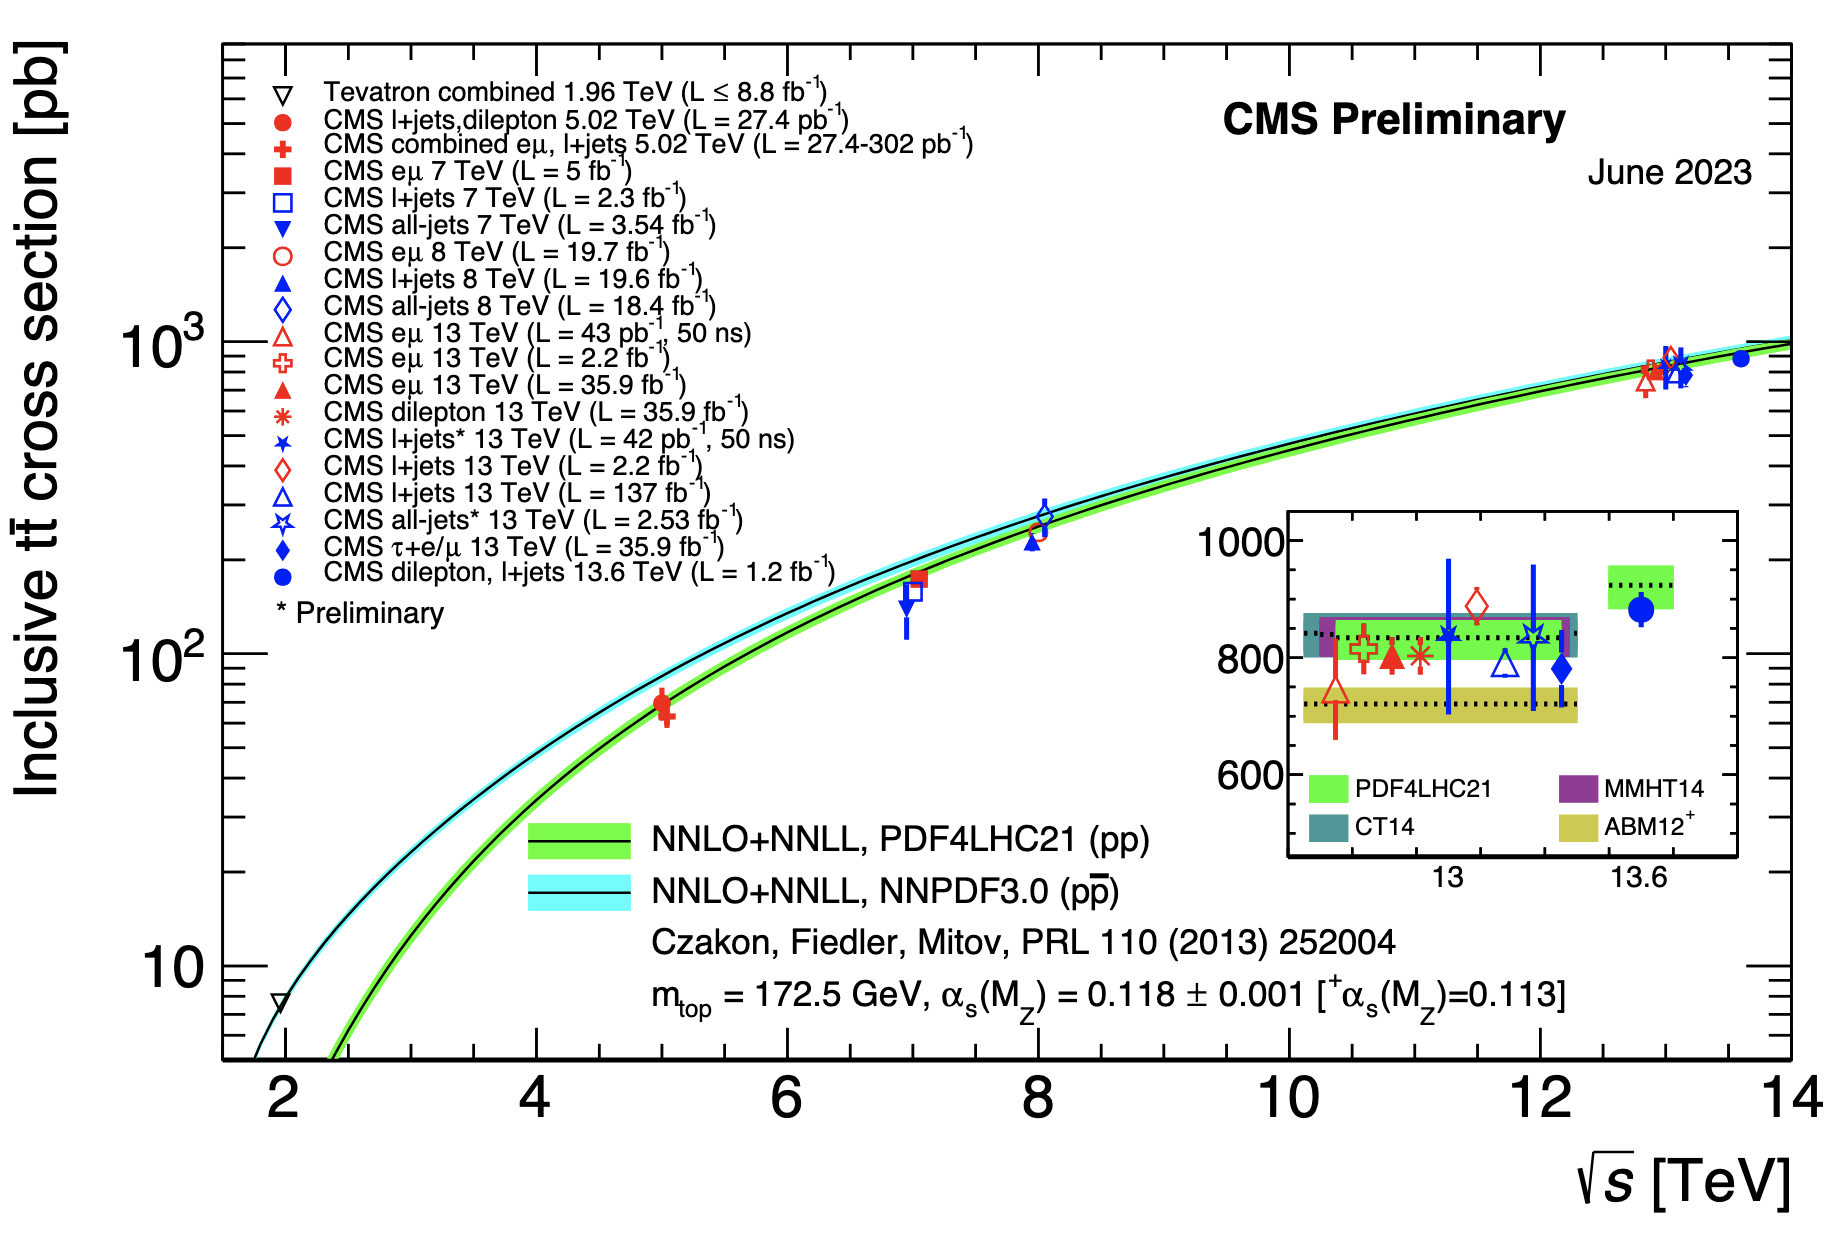 Inclusive tt̄ cross section [pb]
CMS Preliminary
June 2023
Tevatron combined 1.96 TeV (L ≤ 8.8 fb⁻¹)
CMS l+jets,dilepton 5.02 TeV (L = 27.4 pb⁻¹)
CMS combined eμ, l+jets 5.02 TeV (L = 27.4-302 pb⁻¹)
CMS eμ 7 TeV (L = 5 fb⁻¹)
CMS l+jets 7 TeV (L = 2.3 fb⁻¹)
CMS all-jets 7 TeV (L = 3.54 fb⁻¹)
CMS eμ 8 TeV (L = 19.7 fb⁻¹)
CMS l+jets 8 TeV (L = 19.6 fb⁻¹)
CMS all-jets 8 TeV (L = 18.4 fb⁻¹)
CMS eμ 13 TeV (L = 43 pb⁻¹, 50 ns)
CMS eμ 13 TeV (L = 2.2 fb⁻¹)
CMS eμ 13 TeV (L = 35.9 fb⁻¹)
CMS dilepton 13 TeV (L = 35.9 fb⁻¹)
CMS l+jets* 13 TeV (L = 42 pb⁻¹, 50 ns)
CMS l+jets 13 TeV (L = 2.2 fb⁻¹)
CMS l+jets 13 TeV (L = 137 fb⁻¹)
CMS all-jets* 13 TeV (L = 2.53 fb⁻¹)
CMS τ+e/μ 13 TeV (L = 35.9 fb⁻¹)
CMS dilepton, l+jets 13.6 TeV (L = 1.2 fb⁻¹)
* Preliminary
10³
10²
10
1000
800
600
PDF4LHC21
MMHT14
CT14
ABM12⁺
13
13.6
NNLO+NNLL, PDF4LHC21 (pp)
NNLO+NNLL, NNPDF3.0 (pp̄)
Czakon, Fiedler, Mitov, PRL 110 (2013) 252004
m_top = 172.5 GeV, α_s(M_Z) = 0.118 ± 0.001 [⁺α_s(M_Z)=0.113]
2 4 6 8 10 12 14
√s [TeV]